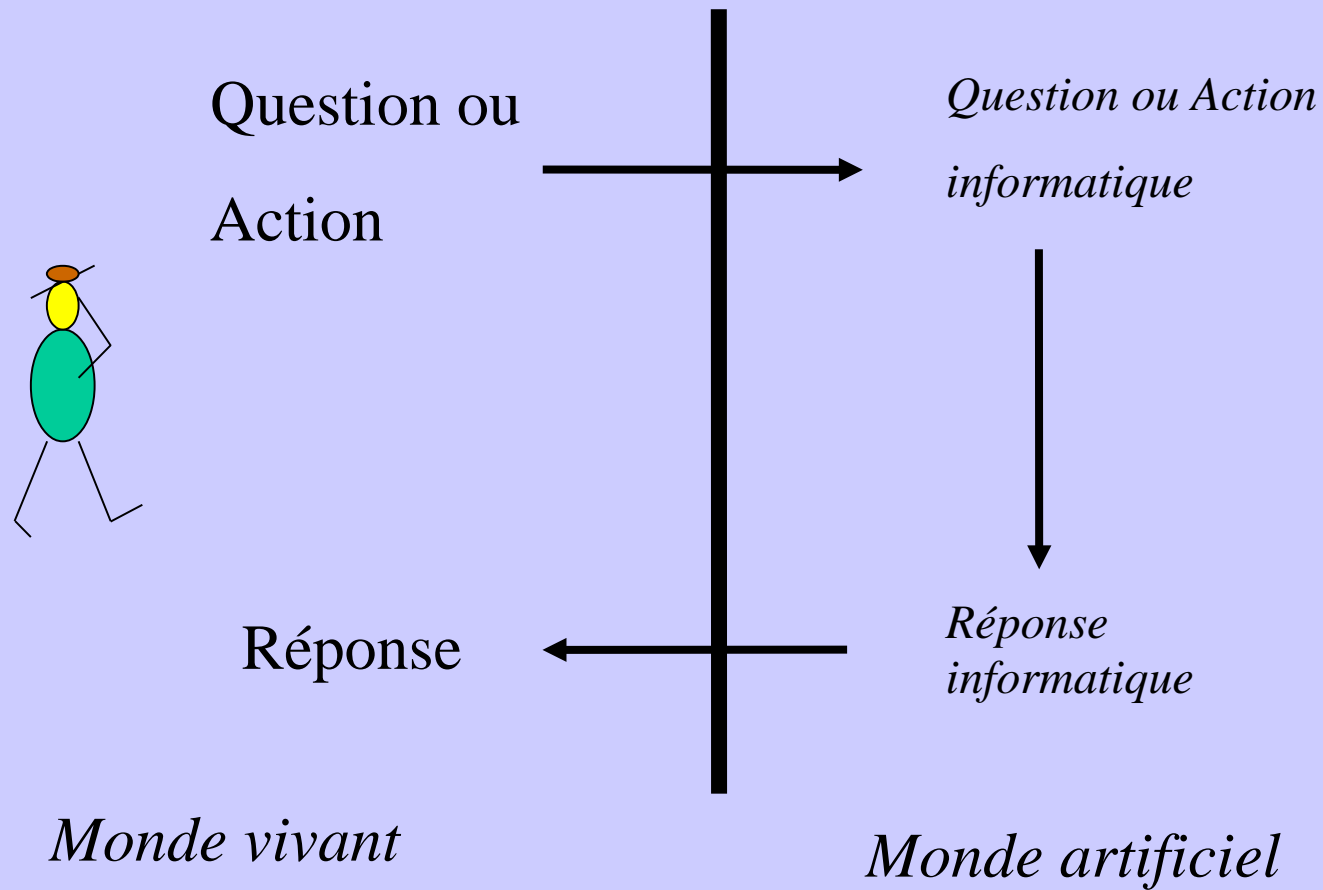 Question ou
Action
Question ou Action
informatique
Réponse
Réponse
informatique
Monde vivant
Monde artificiel